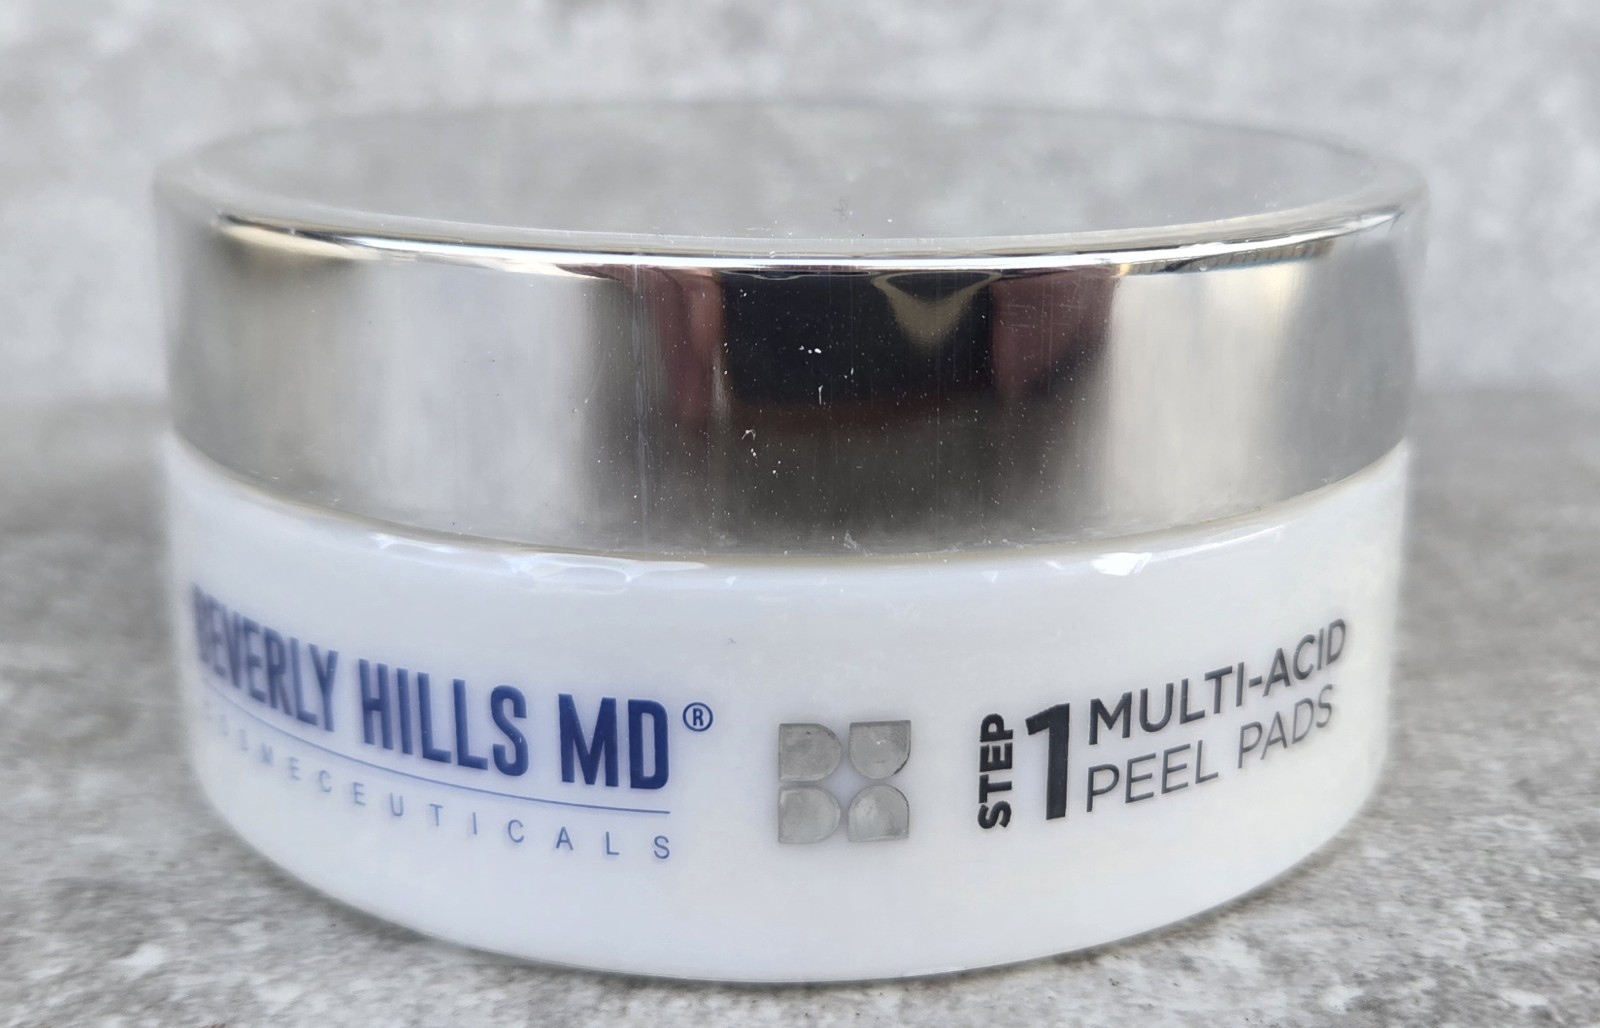 BEVERLY HILLS MD®
COSMECEUTICALS
STEP
1
MULTI-ACID
PEEL PADS